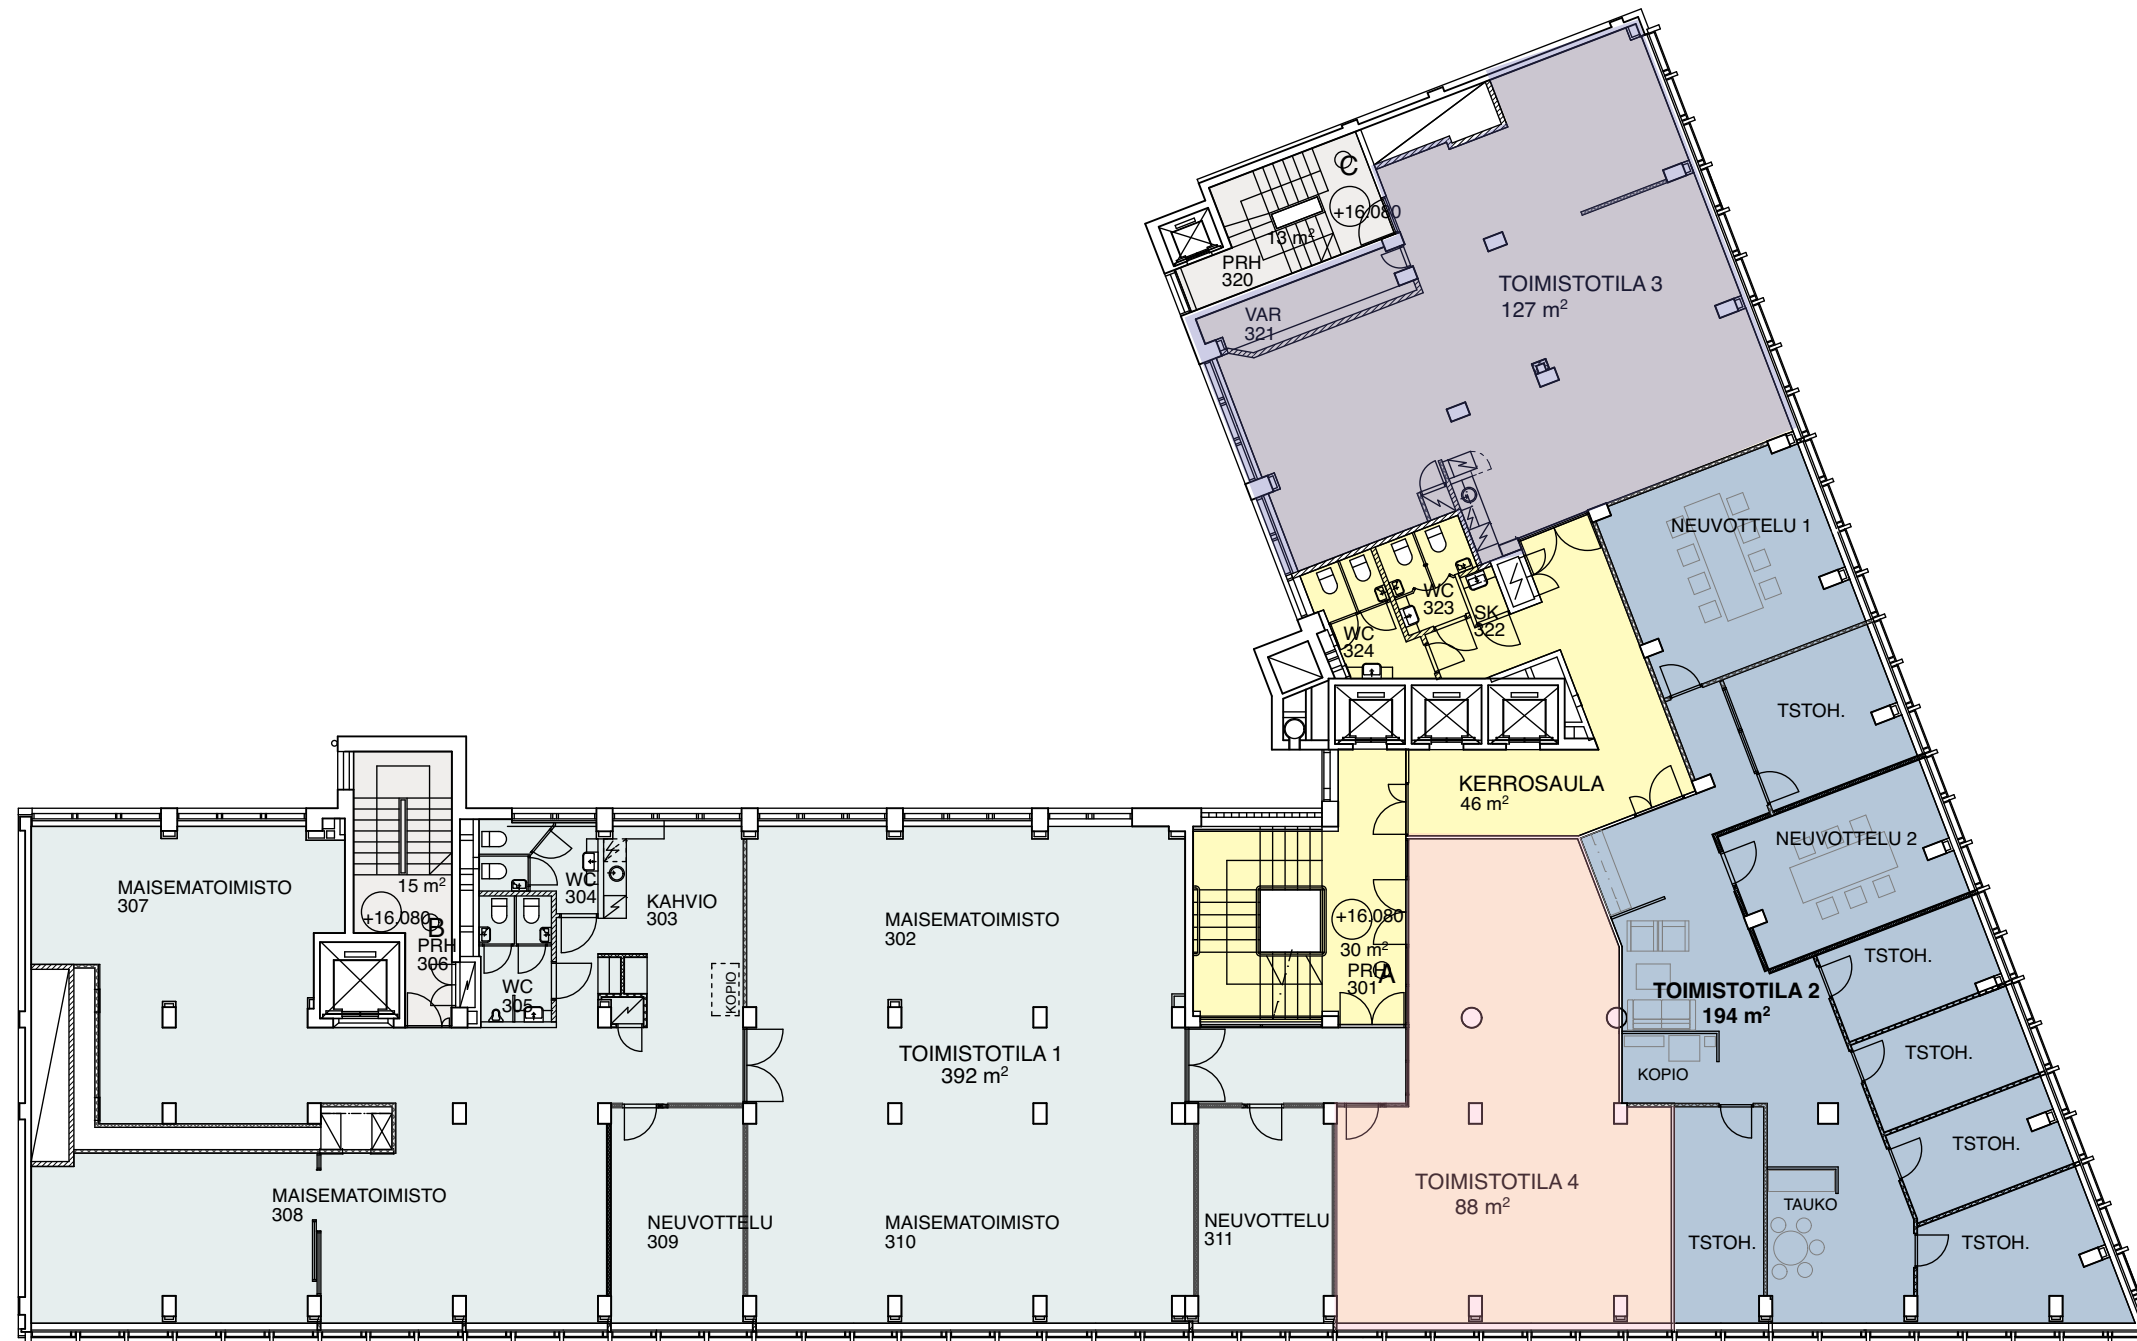 C
+16.080
13 m²
PRH
320
VAR
321
TOIMISTOTILA 3
127 m²
NEUVOTTELU 1
WC
323
SK
322
WC
324
TSTOH.
KERROSAULA
46 m²
NEUVOTTELU 2
MAISEMATOIMISTO
307
15 m²
+16.080
B
PRH
306
WC
304
KAHVIO
303
WC
305
KOPIO
MAISEMATOIMISTO
302
+16.080
30 m²
PRH
301
A
TSTOH.
TOIMISTOTILA 2
194 m²
TOIMISTOTILA 1
392 m²
TSTOH.
KOPIO
TSTOH.
MAISEMATOIMISTO
308
NEUVOTTELU
309
MAISEMATOIMISTO
310
NEUVOTTELU
311
TOIMISTOTILA 4
88 m²
TAUKO
TSTOH.
TSTOH.